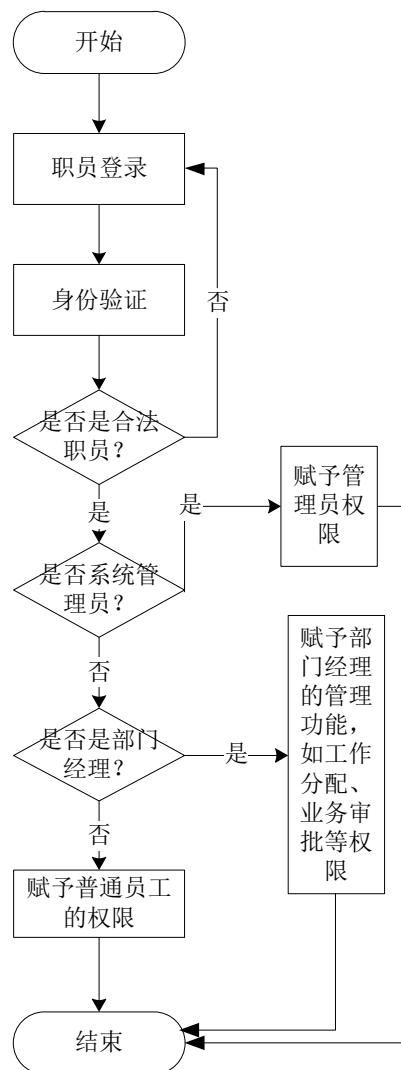 开始
职员登录
身份验证
否
是否是合法
职员？
是
是
赋予管
理员权
限
是否系统管
理员？
否
赋予部
门经理
的管理
功能，
如工作
分配、
业务审
批等权
限
是否是部门
经理？
是
否
赋予普通员工
的权限
结束